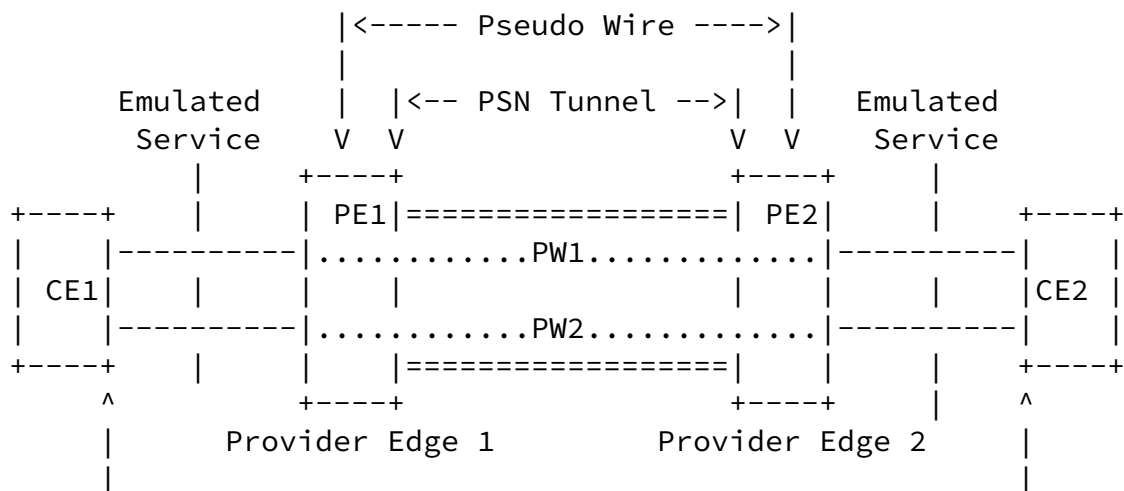 |<----- Pseudo Wire ----->|
|                         |
Emulated    |  |<-- PSN Tunnel -->|  |   Emulated
Service     V  V                  V  V    Service
|     +----+                  +----+     |
+----+    |     | PE1|==================| PE2|     |    +----+
|    |----------|............PW1.............|----------|    |
| CE1|    |     |    |                  |    |     |    |CE2 |
|    |----------|............PW2.............|----------|    |
+----+    |     |    |==================|    |     |    +----+
^          +----+                  +----+     |    ^
|      Provider Edge 1         Provider Edge 2     |
|                                                  |